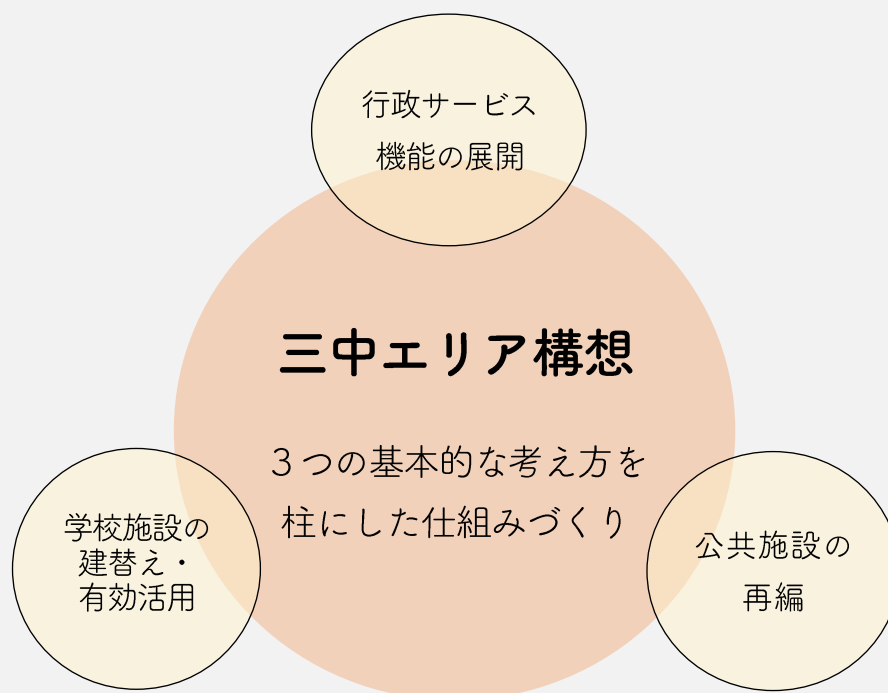 行政サービス
機能の展開
三中エリア構想
３つの基本的な考え方を
柱にした仕組みづくり
学校施設の
建替え・
有効活用
公共施設の
再編